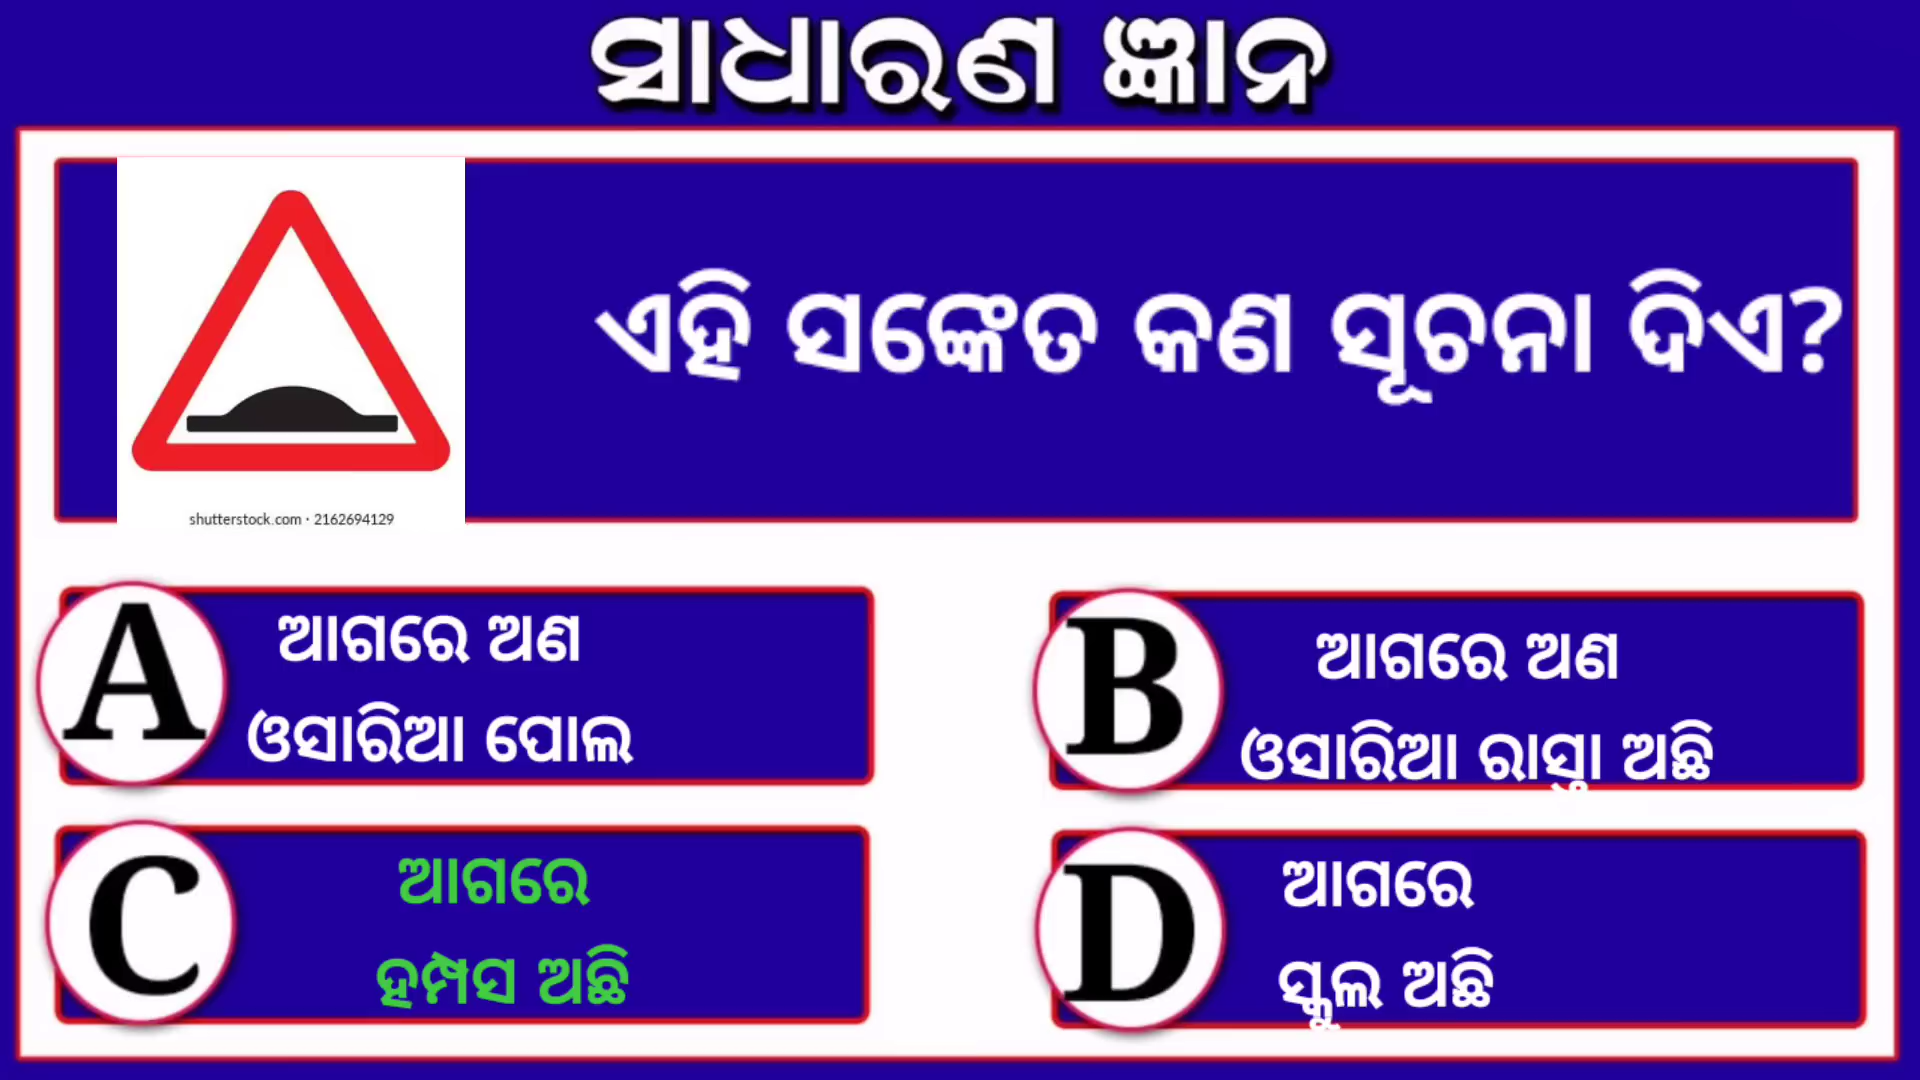 ସାଧାରଣ ଜ୍ଞାନ
ଏହି ସଙ୍କେତ କଣ ସୂଚନା ଦିଏ?
shutterstock.com · 2162694129
A
ଆଗରେ ଅଣ
ଓସାରିଆ ପୋଲ
B
ଆଗରେ ଅଣ
ଓସାରିଆ ରାସ୍ତା ଅଛି
C
ଆଗରେ
ହମ୍ପସ ଅଛି
D
ଆଗରେ
ସ୍କୁଲ ଅଛି